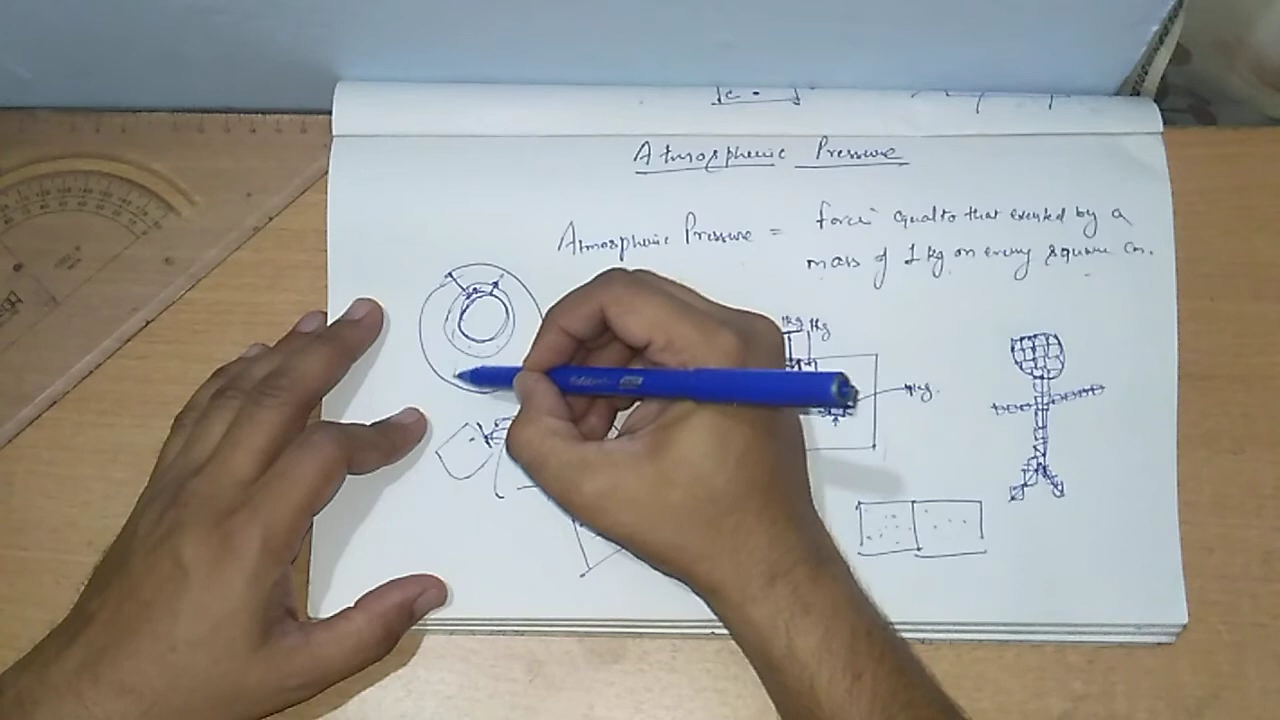 Atmospheric Pressure
Atmospheric Pressure = force equal to that exerted by a
mass of 1 kg on every square cm.
1kg 1kg